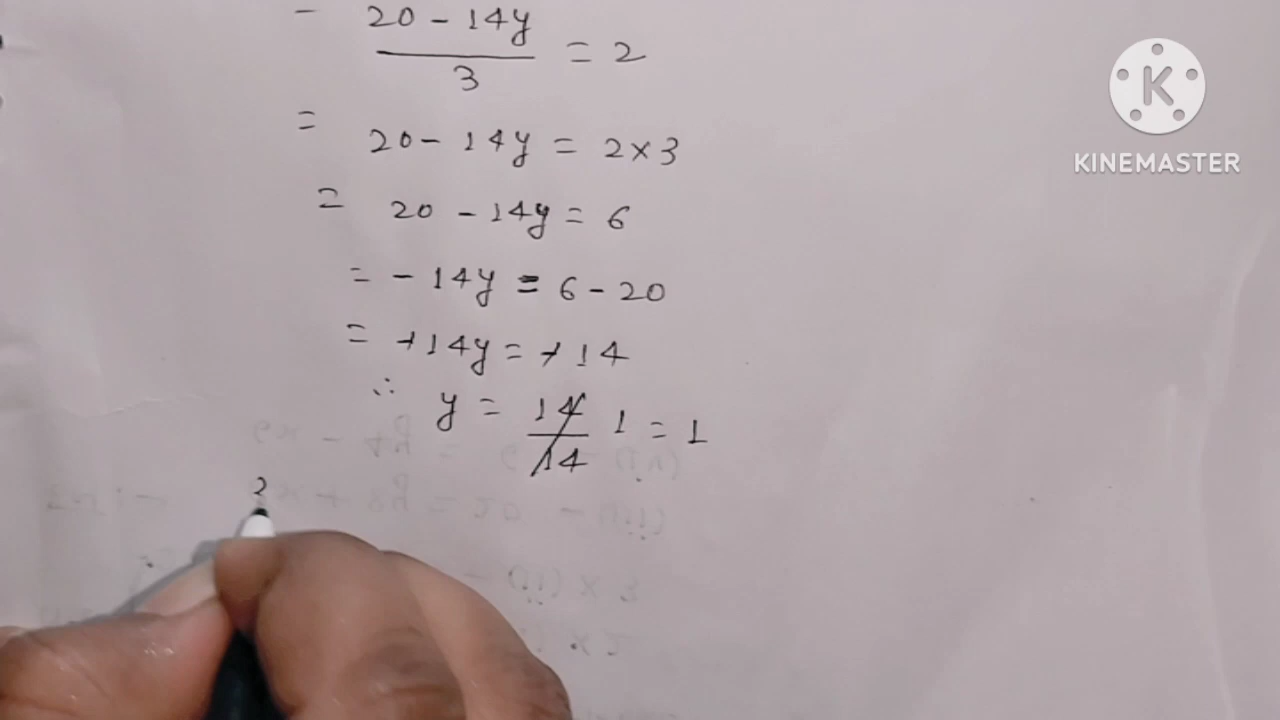 - 20 - 14y / 3 = 2
= 20 - 14y = 2 × 3
= 20 - 14y = 6
= - 14y = 6 - 20
= +14y = +14
∴ y = 14/14 1 = 1
K
KINEMASTER